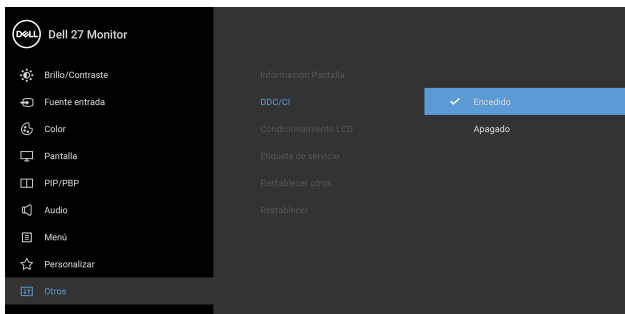 DELL Dell 27 Monitor
Brillo/Contraste
Fuente entrada
Color
Pantalla
PIP/PBP
Audio
Menú
Personalizar
Otros
Información Pantalla
DDC/CI
Condicionamiento LCD
Etiqueta de servicio
Restablecer otros
Restablecer
Encedido
Apagado